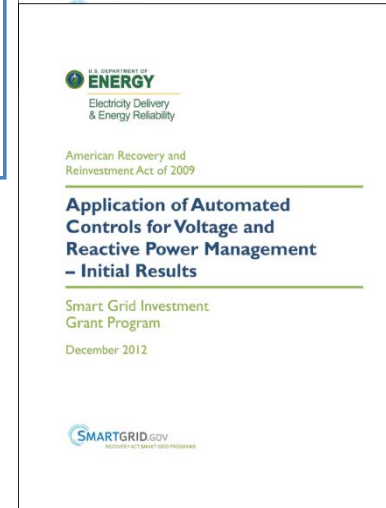 U.S. DEPARTMENT OF
ENERGY
Electricity Delivery
& Energy Reliability
American Recovery and
Reinvestment Act of 2009
Application of Automated
Controls for Voltage and
Reactive Power Management
– Initial Results
Smart Grid Investment
Grant Program
December 2012
SMARTGRID.GOV
RECOVERY ACT SMART GRID PROGRAMS